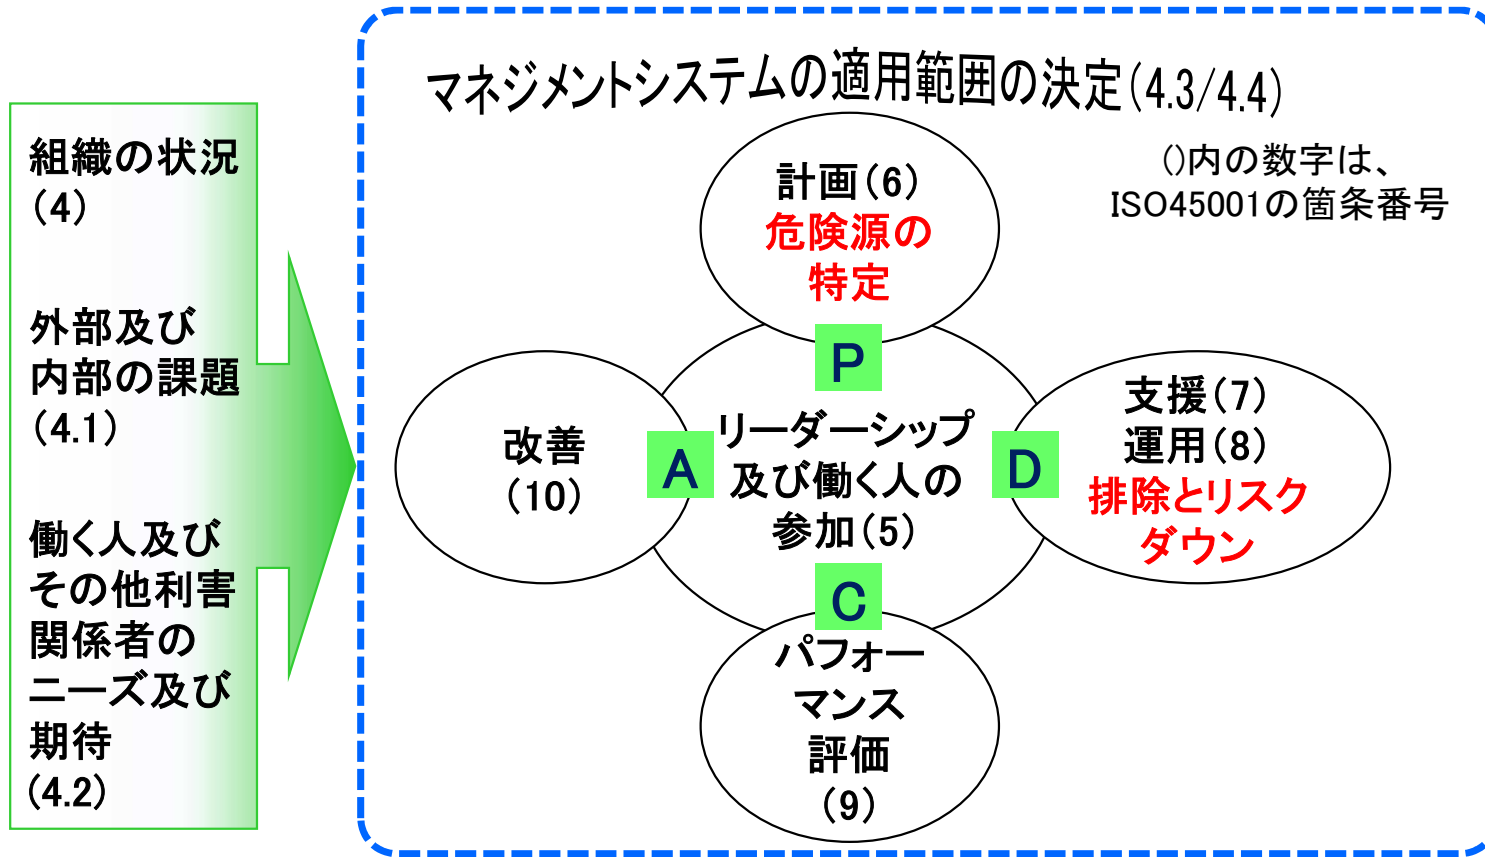 マネジメントシステムの適用範囲の決定(4.3/4.4)
()内の数字は、
ISO45001の箇条番号
組織の状況
(4)
外部及び
内部の課題
(4.1)
働く人及び
その他利害
関係者の
ニーズ及び
期待
(4.2)
計画(6)
危険源の
特定
P
改善
(10)
A
リーダーシップ
及び働く人の
参加(5)
D
支援(7)
運用(8)
排除とリスク
ダウン
C
パフォー
マンス
評価
(9)